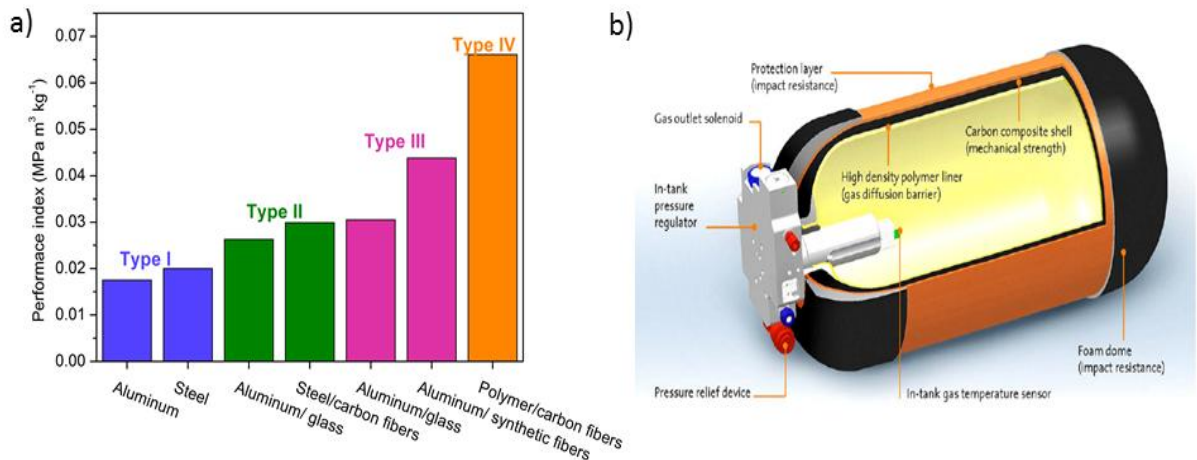 a)
Performace index (MPa m³ kg⁻¹)
0.07
0.06
0.05
0.04
0.03
0.02
0.01
0.00
Type I
Type II
Type III
Type IV
Aluminum
Steel
Aluminum/ glass
Steel/carbon fibers
Aluminum/glass
Aluminum/ synthetic fibers
Polymer/carbon fibers
b)
Protection layer
(impact resistance)
Gas outlet solenoid
Carbon composite shell
(mechanical strength)
High density polymer liner
(gas diffusion barrier)
In-tank
pressure
regulator
Foam dome
(impact resistance)
Pressure relief device
In-tank gas temperature sensor